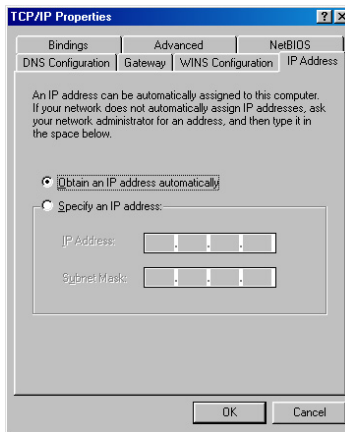 TCP/IP Properties
Bindings Advanced NetBIOS
DNS Configuration Gateway WINS Configuration IP Address
An IP address can be automatically assigned to this computer.
If your network does not automatically assign IP addresses, ask
your network administrator for an address, and then type it in
the space below.
Obtain an IP address automatically
Specify an IP address:
IP Address:
Subnet Mask:
OK Cancel